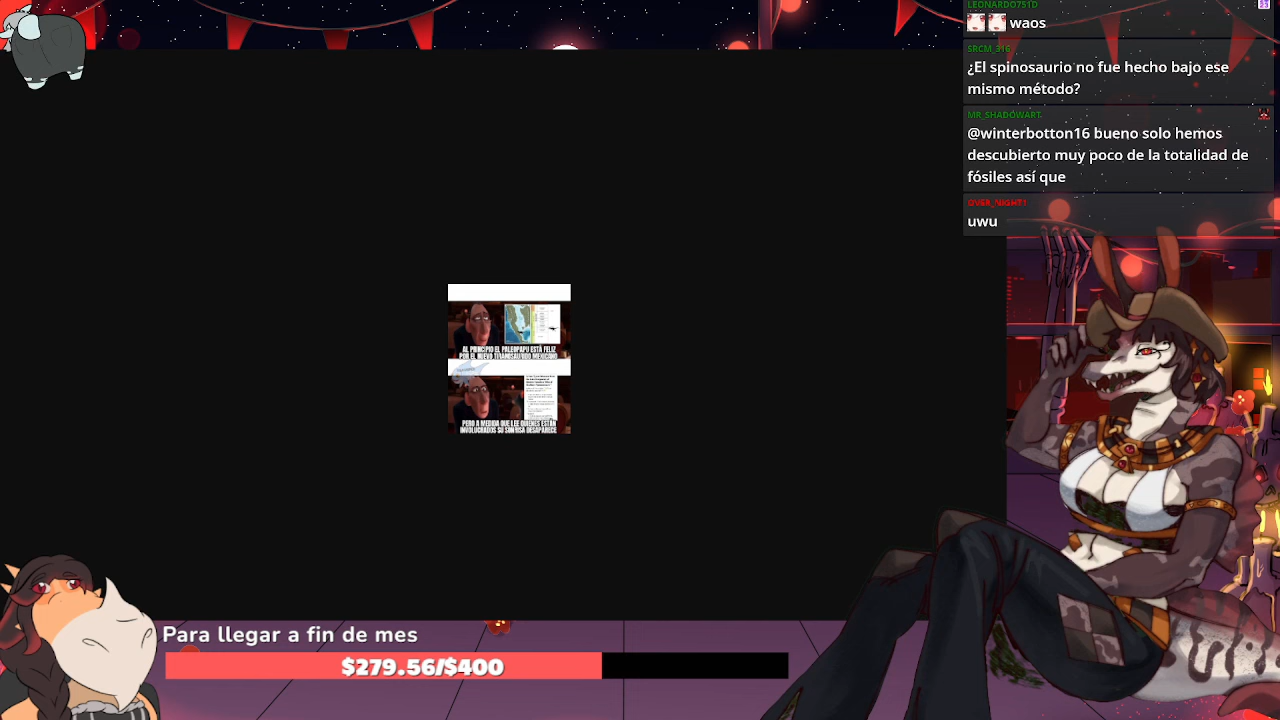 LEONARDO751D
waos
SRCM_316
¿El spinosaurio no fue hecho bajo ese
mismo método?
MR_SHADOWART
@winterbotton16 bueno solo hemos
descubierto muy poco de la totalidad de
fósiles así que
OVER_NIGHT1
uwu
AL PRINCIPIO EL PALEOPAPU ESTÁ FELIZ
POR EL NUEVO TIRANOSAURIDO MEXICANO
PERO A MEDIDA QUE LEE QUIENES ESTÁN
INVOLUCRADOS SU SONRISA DESAPARECE
Para llegar a fin de mes
$279.56/$400